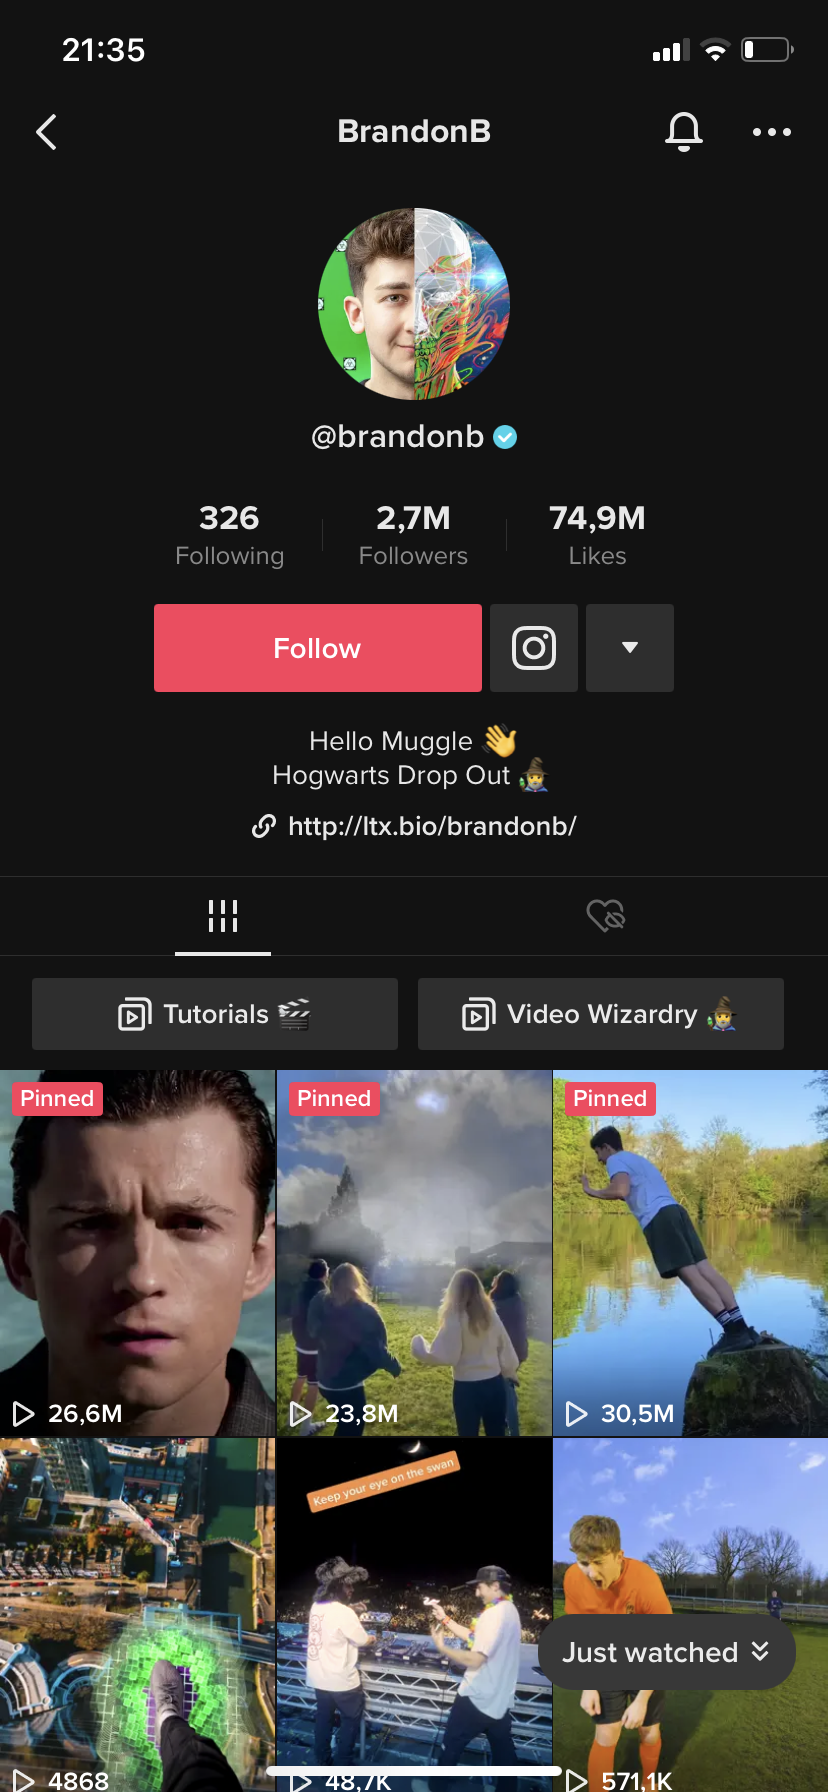 21:35
BrandonB
@brandonb
326
Following
2,7M
Followers
74,9M
Likes
Follow
Hello Muggle 👋
Hogwarts Drop Out 🧙‍♂️
http://ltx.bio/brandonb/
Tutorials 🎬
Video Wizardry 🧙‍♂️
Pinned
Pinned
Pinned
26,6M
23,8M
30,5M
Keep your eye on the swan
Just watched
4868
48,7K
571,1K